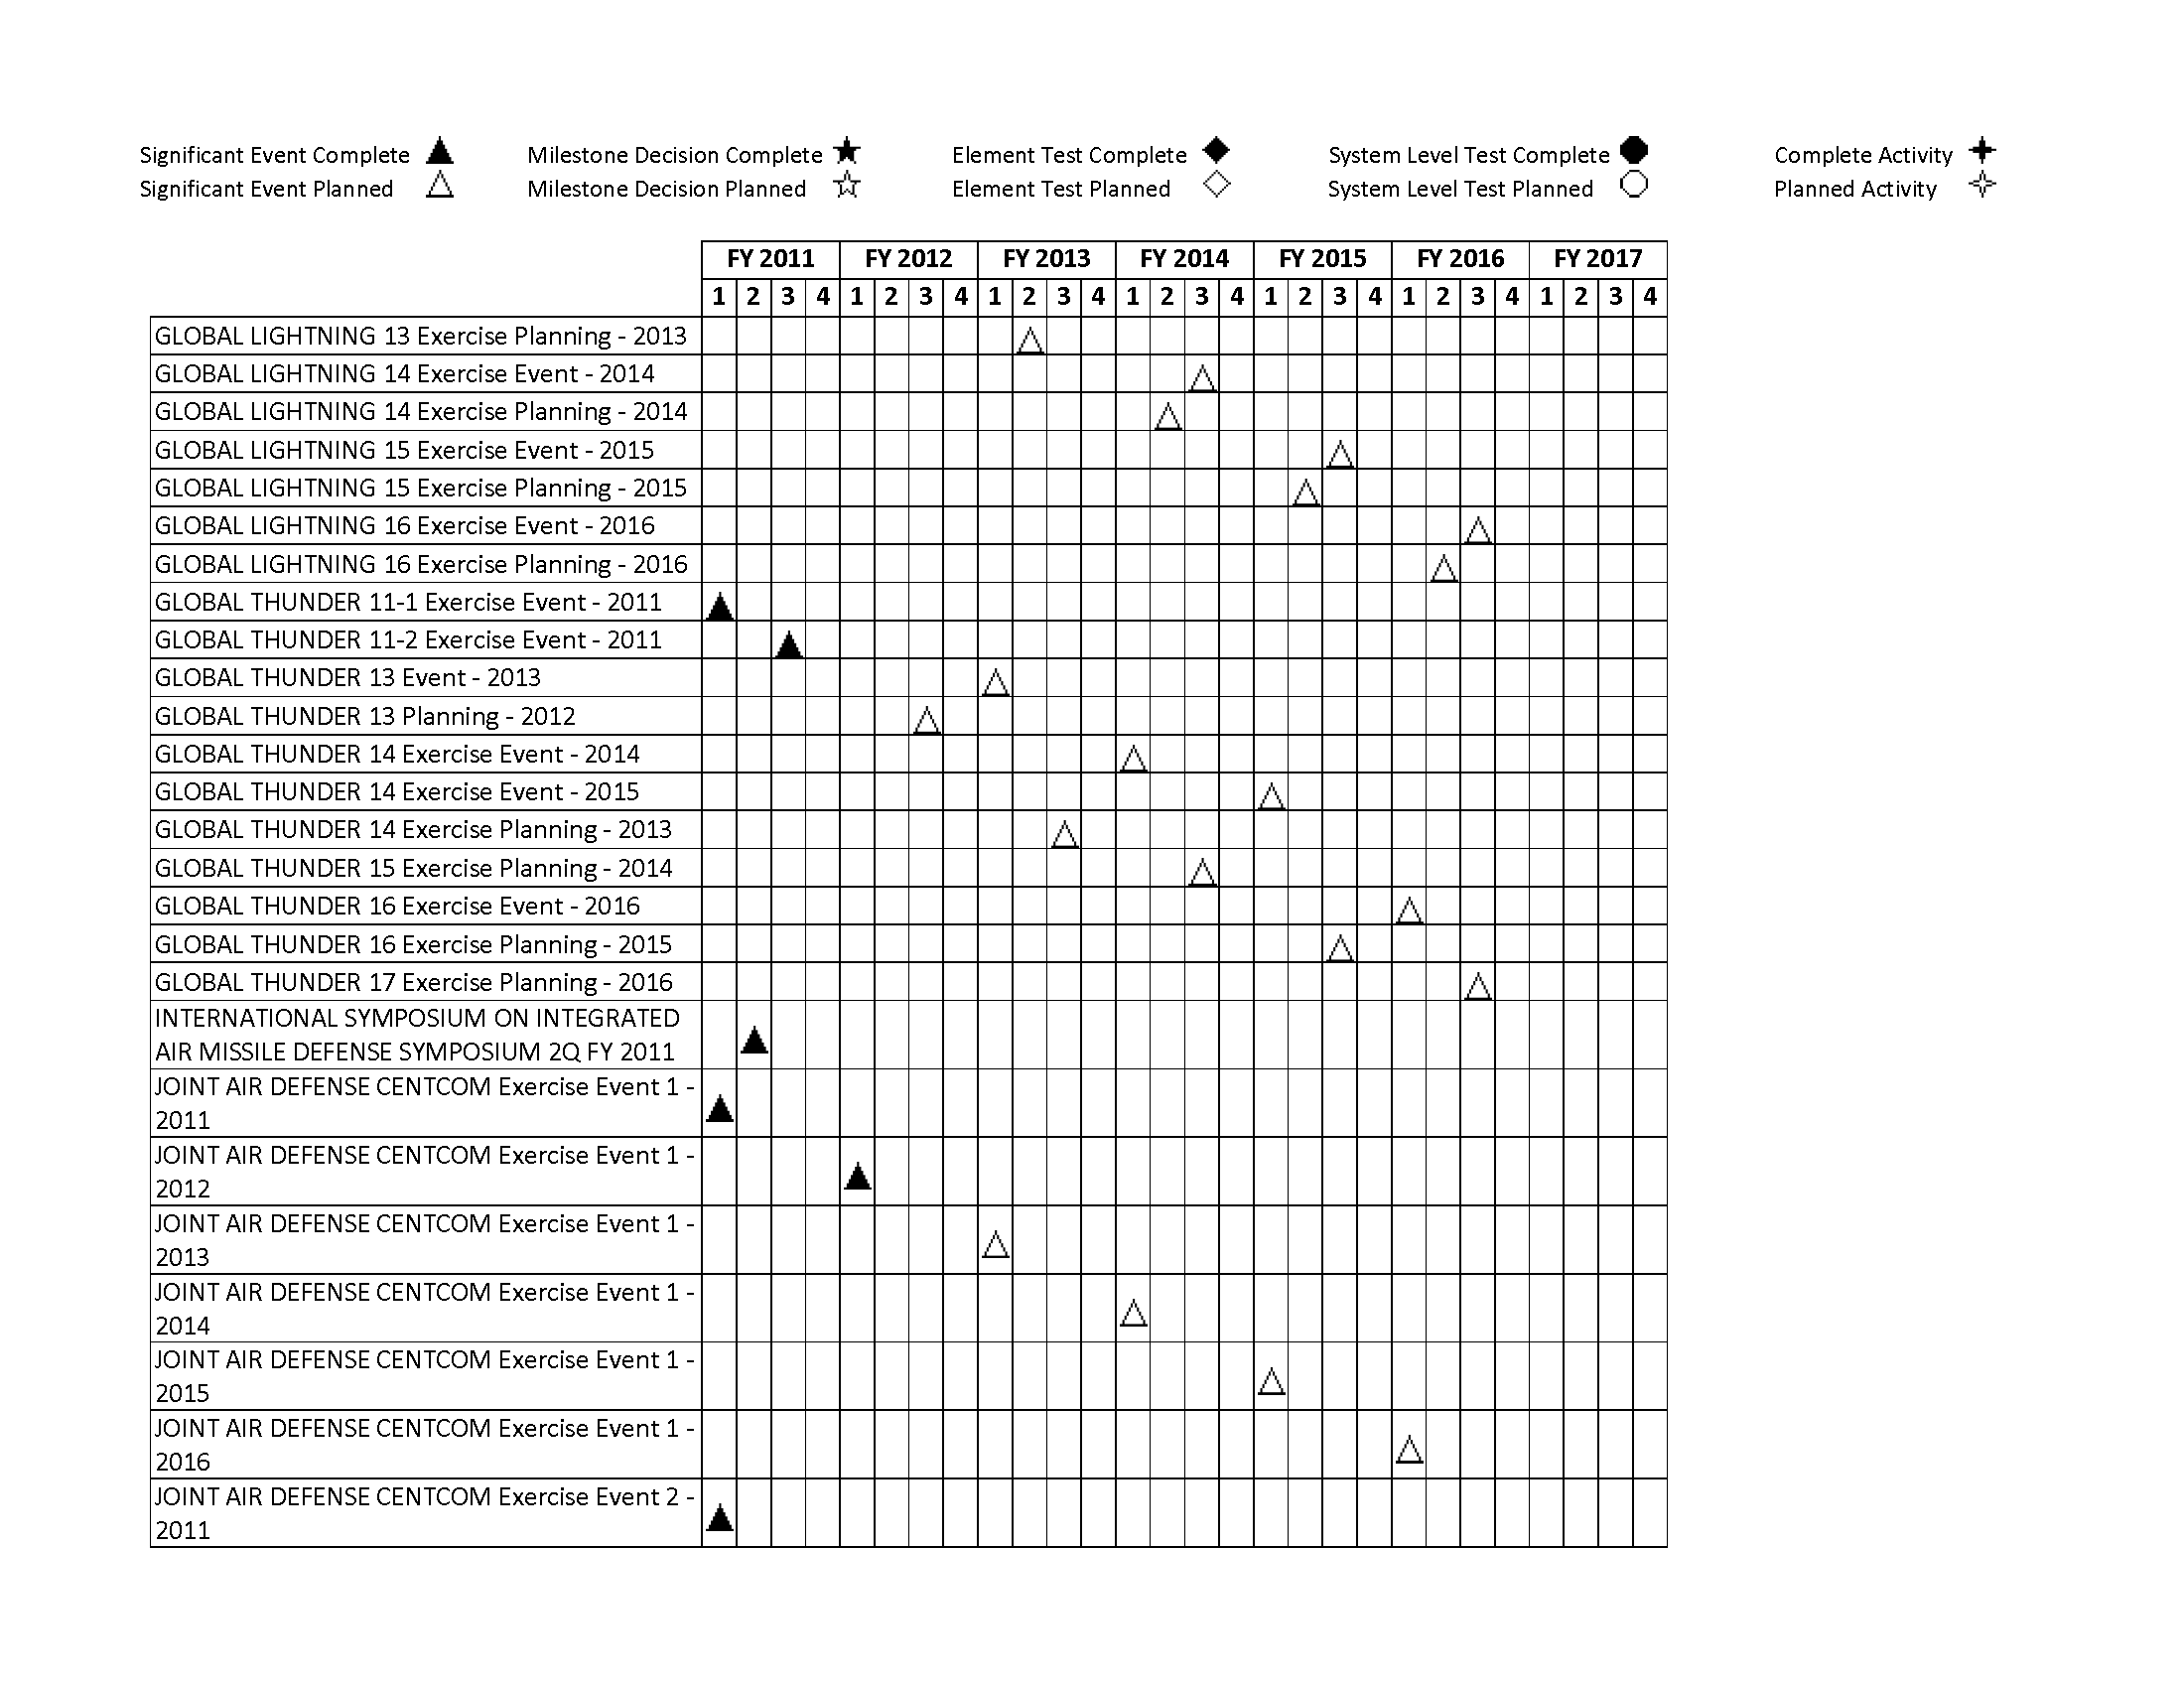 Significant Event Complete Milestone Decision Complete Element Test Complete System Level Test Complete Complete Activity
Significant Event Planned Milestone Decision Planned Element Test Planned System Level Test Planned Planned Activity
FY 2011 FY 2012 FY 2013 FY 2014 FY 2015 FY 2016 FY 2017
1 2 3 4 1 2 3 4 1 2 3 4 1 2 3 4 1 2 3 4 1 2 3 4 1 2 3 4
GLOBAL LIGHTNING 13 Exercise Planning - 2013
GLOBAL LIGHTNING 14 Exercise Event - 2014
GLOBAL LIGHTNING 14 Exercise Planning - 2014
GLOBAL LIGHTNING 15 Exercise Event - 2015
GLOBAL LIGHTNING 15 Exercise Planning - 2015
GLOBAL LIGHTNING 16 Exercise Event - 2016
GLOBAL LIGHTNING 16 Exercise Planning - 2016
GLOBAL THUNDER 11-1 Exercise Event - 2011
GLOBAL THUNDER 11-2 Exercise Event - 2011
GLOBAL THUNDER 13 Event - 2013
GLOBAL THUNDER 13 Planning - 2012
GLOBAL THUNDER 14 Exercise Event - 2014
GLOBAL THUNDER 14 Exercise Event - 2015
GLOBAL THUNDER 14 Exercise Planning - 2013
GLOBAL THUNDER 15 Exercise Planning - 2014
GLOBAL THUNDER 16 Exercise Event - 2016
GLOBAL THUNDER 16 Exercise Planning - 2015
GLOBAL THUNDER 17 Exercise Planning - 2016
INTERNATIONAL SYMPOSIUM ON INTEGRATED
AIR MISSILE DEFENSE SYMPOSIUM 2Q FY 2011
JOINT AIR DEFENSE CENTCOM Exercise Event 1 -
2011
JOINT AIR DEFENSE CENTCOM Exercise Event 1 -
2012
JOINT AIR DEFENSE CENTCOM Exercise Event 1 -
2013
JOINT AIR DEFENSE CENTCOM Exercise Event 1 -
2014
JOINT AIR DEFENSE CENTCOM Exercise Event 1 -
2015
JOINT AIR DEFENSE CENTCOM Exercise Event 1 -
2016
JOINT AIR DEFENSE CENTCOM Exercise Event 2 -
2011